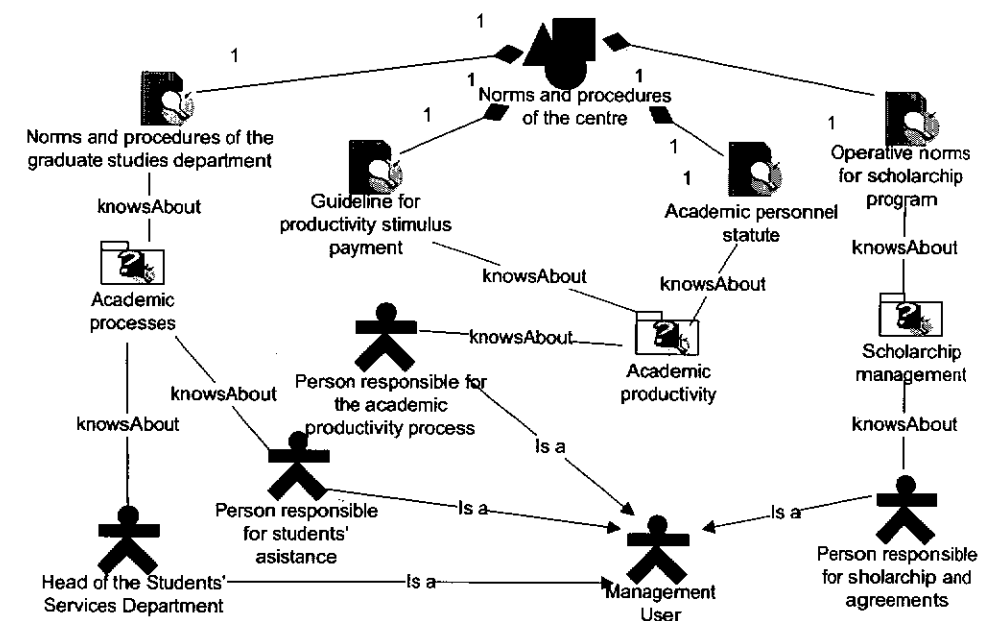 1
1
1
Norms and procedures
of the centre
1
1
1
1
Norms and procedures of the
graduate studies department
Guideline for
productivity stimulus
payment
Academic personnel
statute
Operative norms
for scholarchip
program
knowsAbout
knowsAbout
knowsAbout
knowsAbout
Academic
processes
knowsAbout
Academic
productivity
Scholarchip
management
Person responsible for
the academic
productivity process
knowsAbout
knowsAbout
knowsAbout
Is a
Person responsible
for students'
asistance
Is a
Is a
Head of the Students'
Services Department
Is a
Management
User
Person responsible
for sholarchip and
agreements